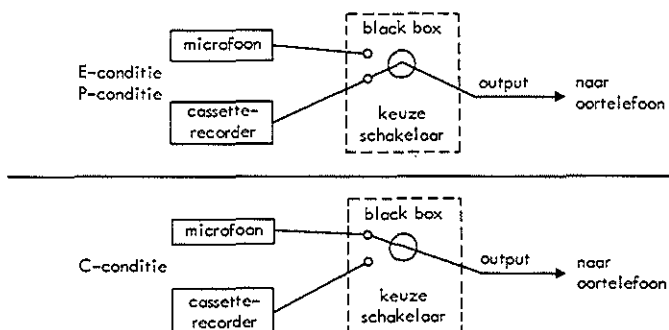 black box
microfoon
E-conditie
P-conditie
output
naar
oortelefoon
cassette-
recorder
keuze
schakelaar
black box
microfoon
C-conditie
output
naar
oortelefoon
cassette-
recorder
keuze
schakelaar